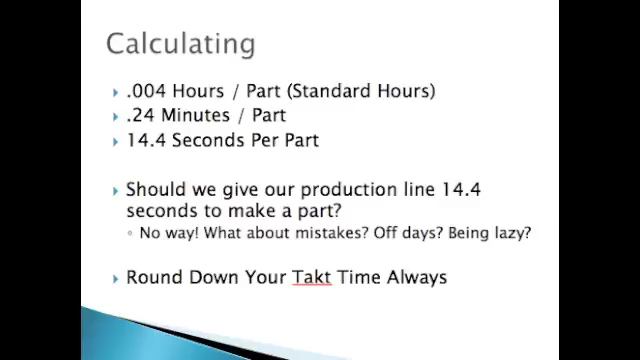 Calculating
.004 Hours / Part (Standard Hours)
.24 Minutes / Part
14.4 Seconds Per Part
Should we give our production line 14.4
seconds to make a part?
No way! What about mistakes? Off days? Being lazy?
Round Down Your Takt Time Always